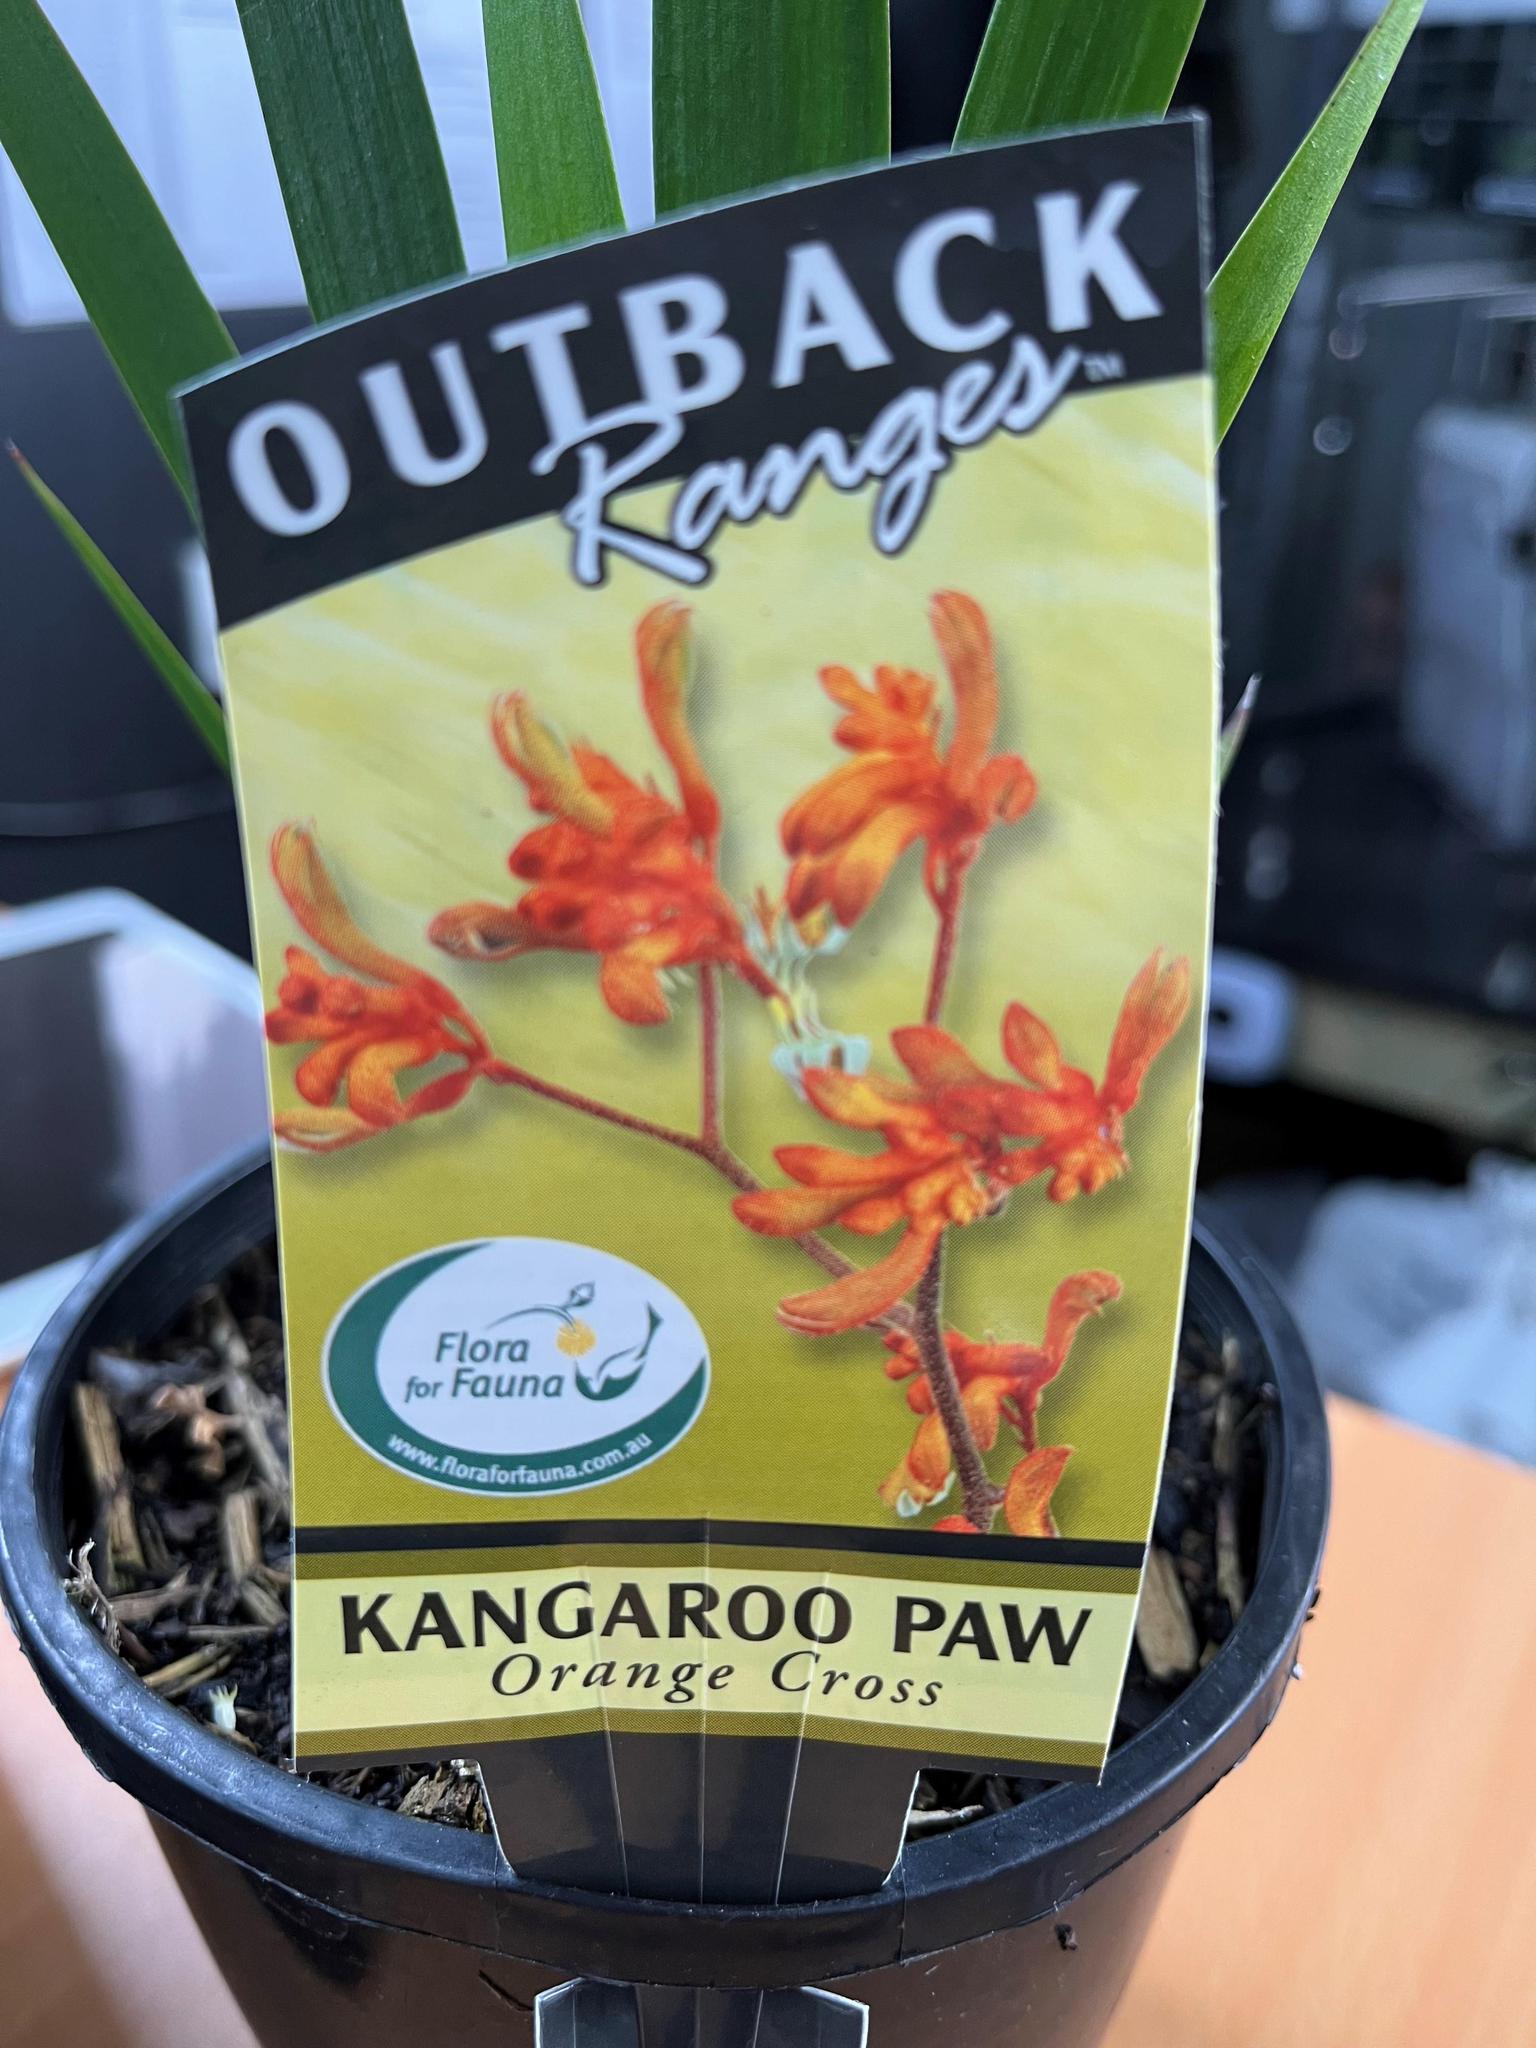 OUTBACK
Ranges™
Flora
for Fauna
www.floraforfauna.com.au
KANGAROO PAW
Orange Cross